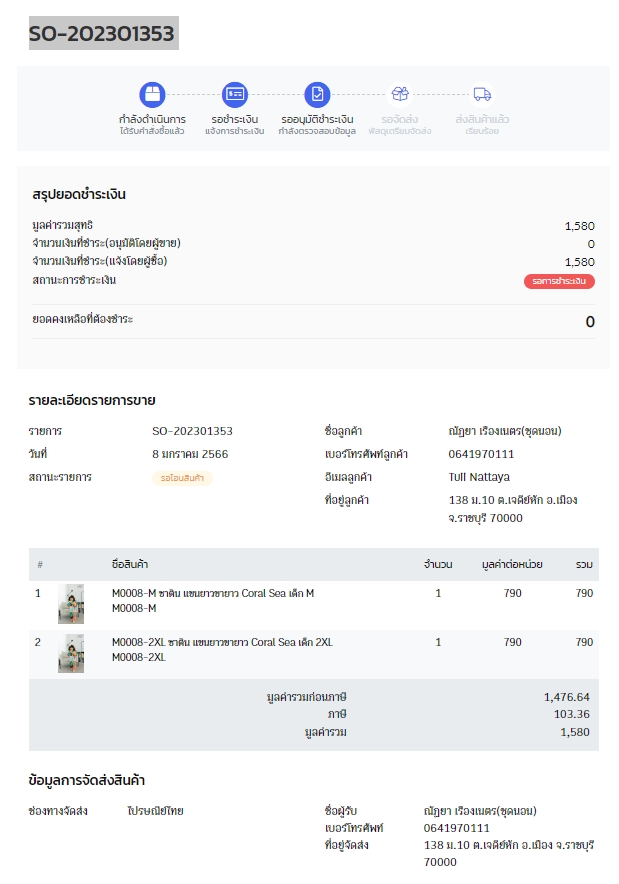 SO-202301353
กำลังดำเนินการ
ได้รับคำสั่งซื้อแล้ว
รอชำระเงิน
แจ้งการชำระเงิน
รออนุมัติชำระเงิน
กำลังตรวจสอบข้อมูล
รอจัดส่ง
พัสดุเตรียมจัดส่ง
ส่งสินค้าแล้ว
เรียบร้อย
สรุปยอดชำระเงิน
มูลค่ารวมสุทธิ 1,580
จำนวนเงินที่ชำระ(อนุมัติโดยผู้ขาย) 0
จำนวนเงินที่ชำระ(แจ้งโดยผู้ซื้อ) 1,580
สถานะการชำระเงิน รอการชำระเงิน
ยอดคงเหลือที่ต้องชำระ 0
รายละเอียดรายการขาย
รายการ SO-202301353 ชื่อลูกค้า ณัฏยา เรืองเนตร(ชุดนอน)
วันที่ 8 มกราคม 2566 เบอร์โทรศัพท์ลูกค้า 0641970111
สถานะรายการ รอโอนสินค้า อีเมลลูกค้า Tull Nattaya
ที่อยู่ลูกค้า 138 ม.10 ต.เจดีย์หัก อ.เมือง
จ.ราชบุรี 70000
# ชื่อสินค้า จำนวน มูลค่าต่อหน่วย รวม
1 M0008-M ซาติน แขนยาวขายาว Coral Sea เด็ก M 1 790 790
M0008-M
2 M0008-2XL ซาติน แขนยาวขายาว Coral Sea เด็ก 2XL 1 790 790
M0008-2XL
มูลค่ารวมก่อนภาษี 1,476.64
ภาษี 103.36
มูลค่ารวม 1,580
ข้อมูลการจัดส่งสินค้า
ช่องทางจัดส่ง ไปรษณีย์ไทย ชื่อผู้รับ ณัฏยา เรืองเนตร(ชุดนอน)
เบอร์โทรศัพท์ 0641970111
ที่อยู่จัดส่ง 138 ม.10 ต.เจดีย์หัก อ.เมือง จ.ราชบุรี
70000